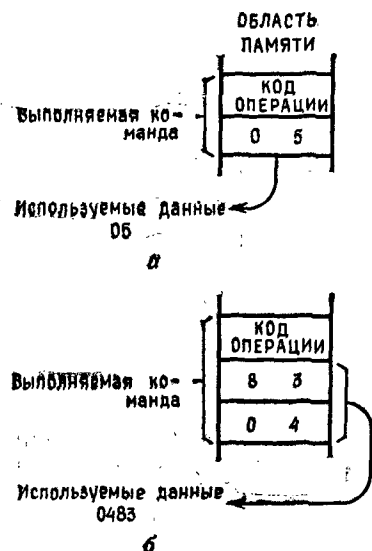 ОБЛАСТЬ
ПАМЯТИ
КОД
ОПЕРАЦИИ
Выполняемая ко-
манда
0 5
Используемые данные
05
а
КОД
ОПЕРАЦИИ
Выполняемая ко-
манда
8 3
0 4
Используемые данные
0483
б